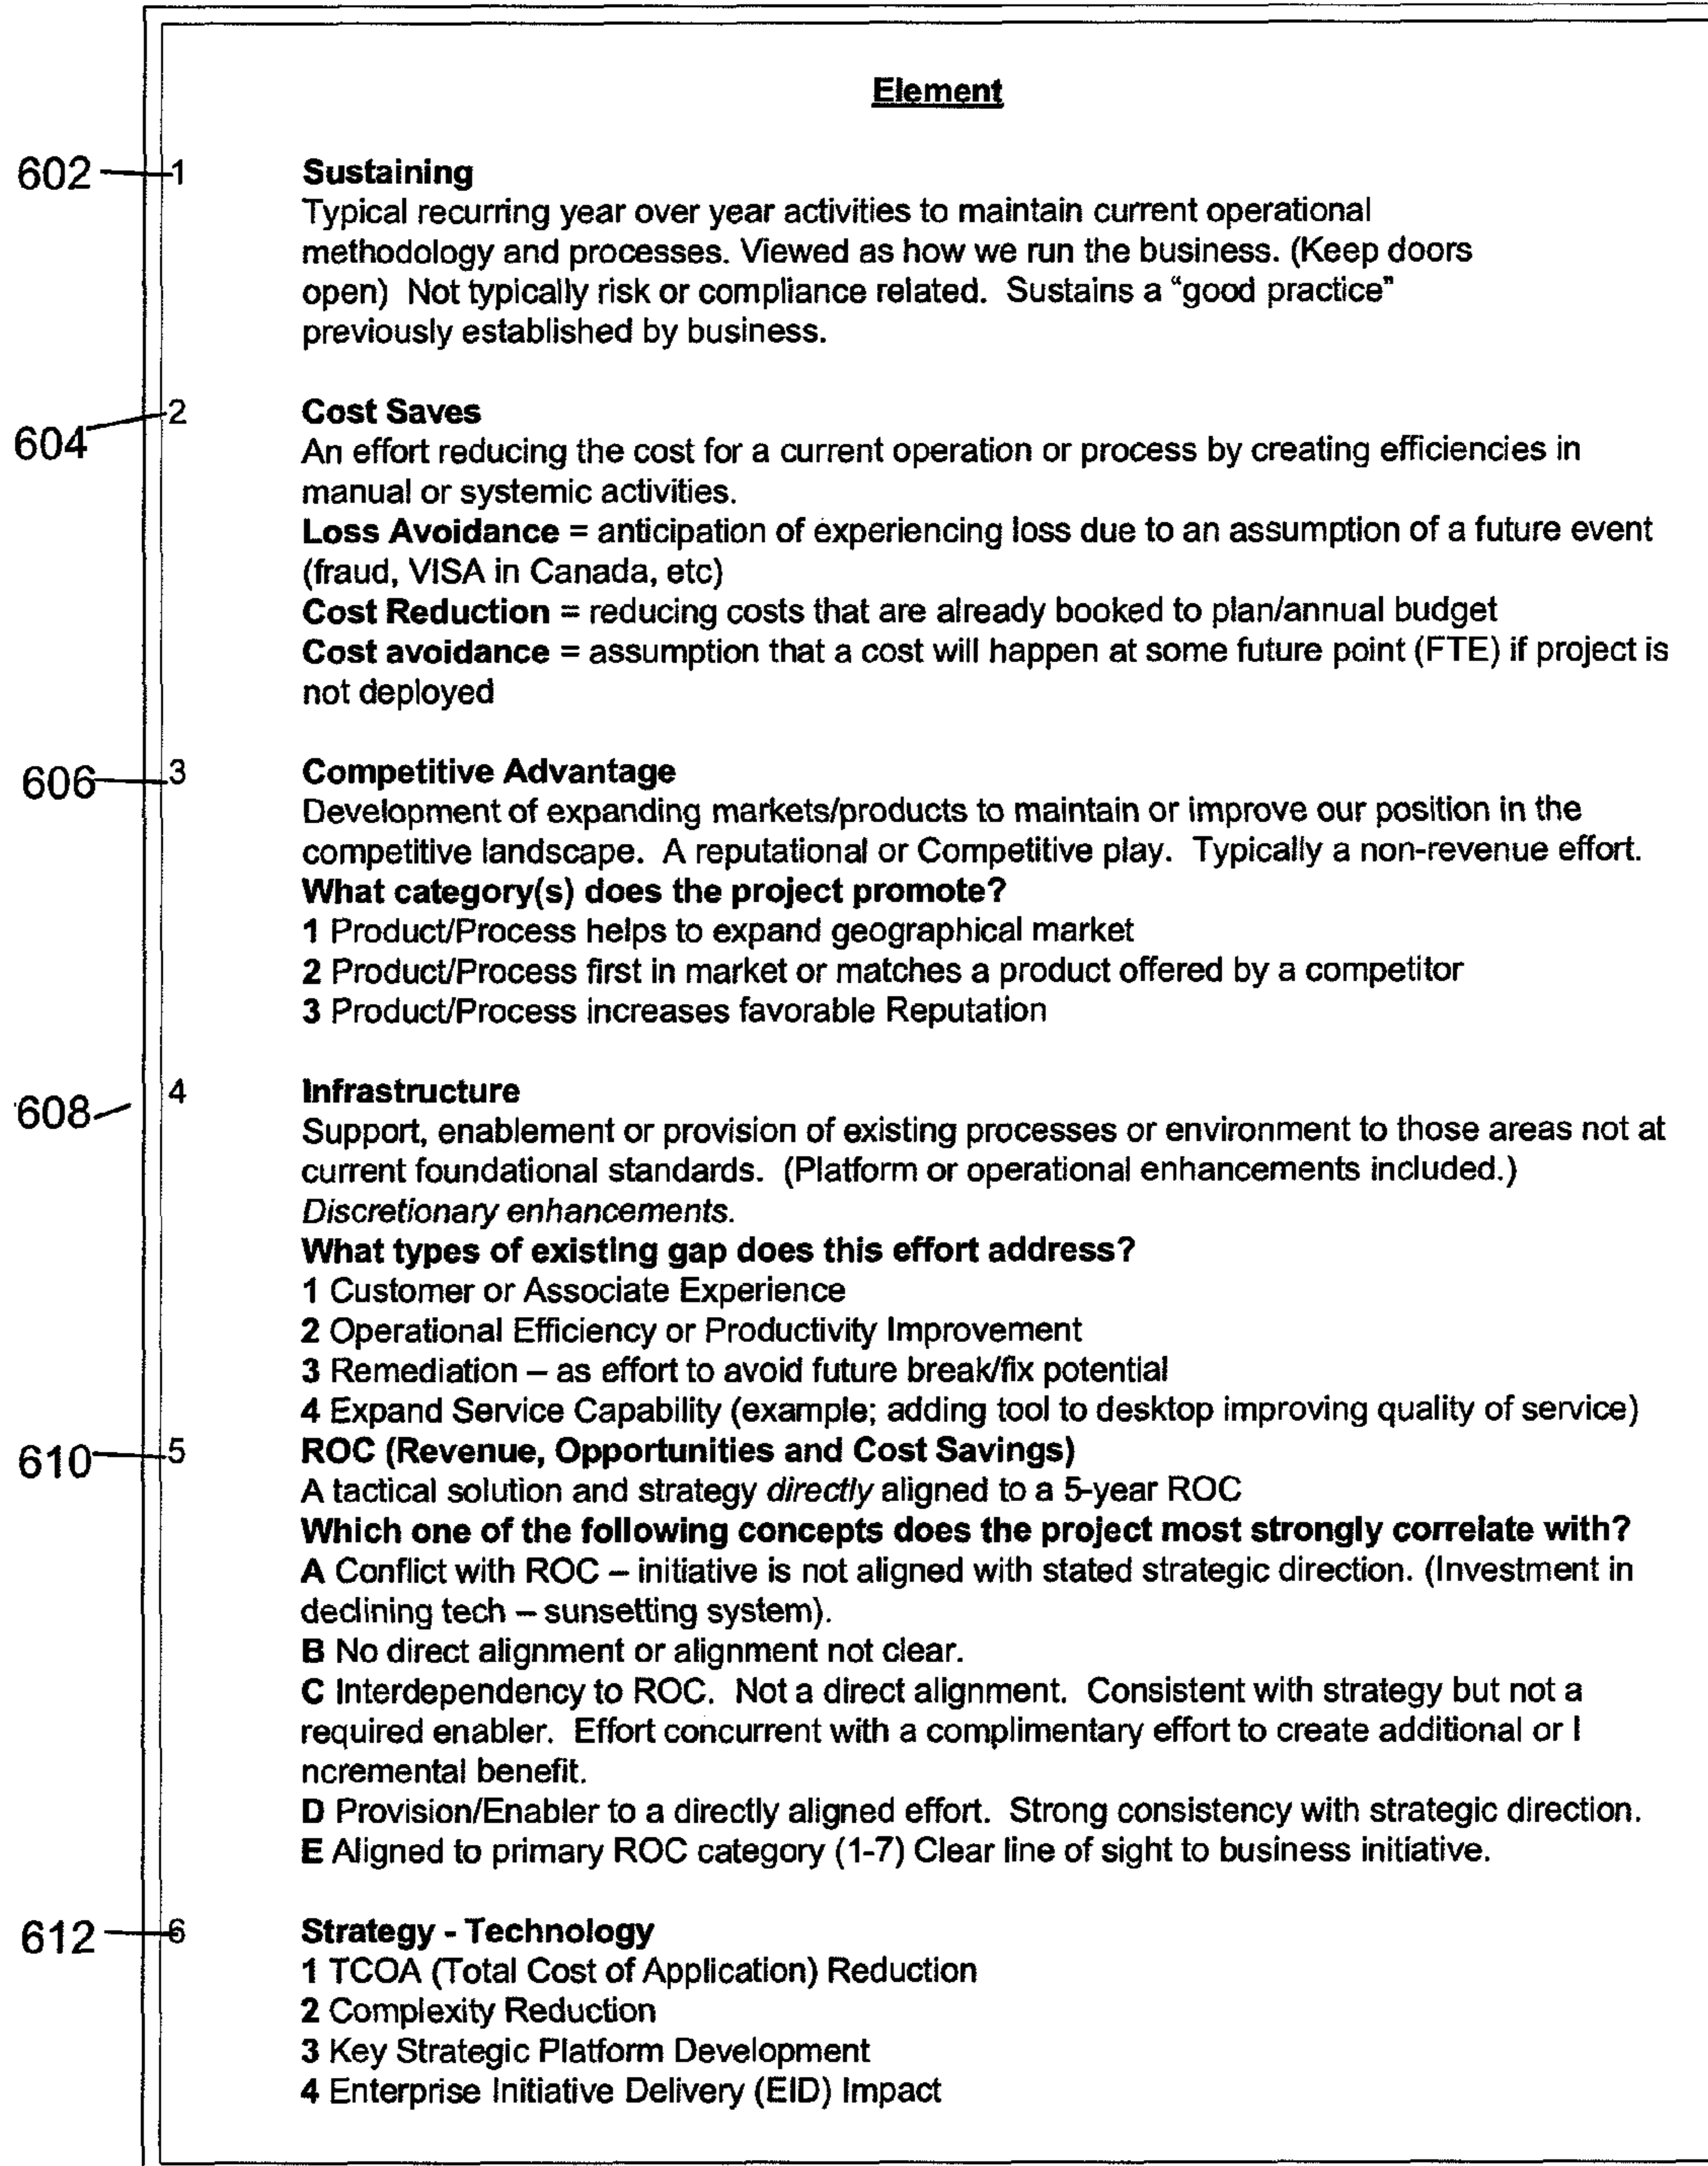 Element
602 1 Sustaining
Typical recurring year over year activities to maintain current operational
methodology and processes. Viewed as how we run the business. (Keep doors
open) Not typically risk or compliance related. Sustains a “good practice”
previously established by business.
604 2 Cost Saves
An effort reducing the cost for a current operation or process by creating efficiencies in
manual or systemic activities.
Loss Avoidance = anticipation of experiencing loss due to an assumption of a future event
(fraud, VISA in Canada, etc)
Cost Reduction = reducing costs that are already booked to plan/annual budget
Cost avoidance = assumption that a cost will happen at some future point (FTE) if project is
not deployed
606 3 Competitive Advantage
Development of expanding markets/products to maintain or improve our position in the
competitive landscape. A reputational or Competitive play. Typically a non-revenue effort.
What category(s) does the project promote?
1 Product/Process helps to expand geographical market
2 Product/Process first in market or matches a product offered by a competitor
3 Product/Process increases favorable Reputation
608 4 Infrastructure
Support, enablement or provision of existing processes or environment to those areas not at
current foundational standards. (Platform or operational enhancements included.)
Discretionary enhancements.
What types of existing gap does this effort address?
1 Customer or Associate Experience
2 Operational Efficiency or Productivity Improvement
3 Remediation – as effort to avoid future break/fix potential
4 Expand Service Capability (example; adding tool to desktop improving quality of service)
610 5 ROC (Revenue, Opportunities and Cost Savings)
A tactical solution and strategy directly aligned to a 5-year ROC
Which one of the following concepts does the project most strongly correlate with?
A Conflict with ROC – initiative is not aligned with stated strategic direction. (Investment in
declining tech – sunsetting system).
B No direct alignment or alignment not clear.
C Interdependency to ROC. Not a direct alignment. Consistent with strategy but not a
required enabler. Effort concurrent with a complimentary effort to create additional or I
ncremental benefit.
D Provision/Enabler to a directly aligned effort. Strong consistency with strategic direction.
E Aligned to primary ROC category (1-7) Clear line of sight to business initiative.
612 6 Strategy - Technology
1 TCOA (Total Cost of Application) Reduction
2 Complexity Reduction
3 Key Strategic Platform Development
4 Enterprise Initiative Delivery (EID) Impact